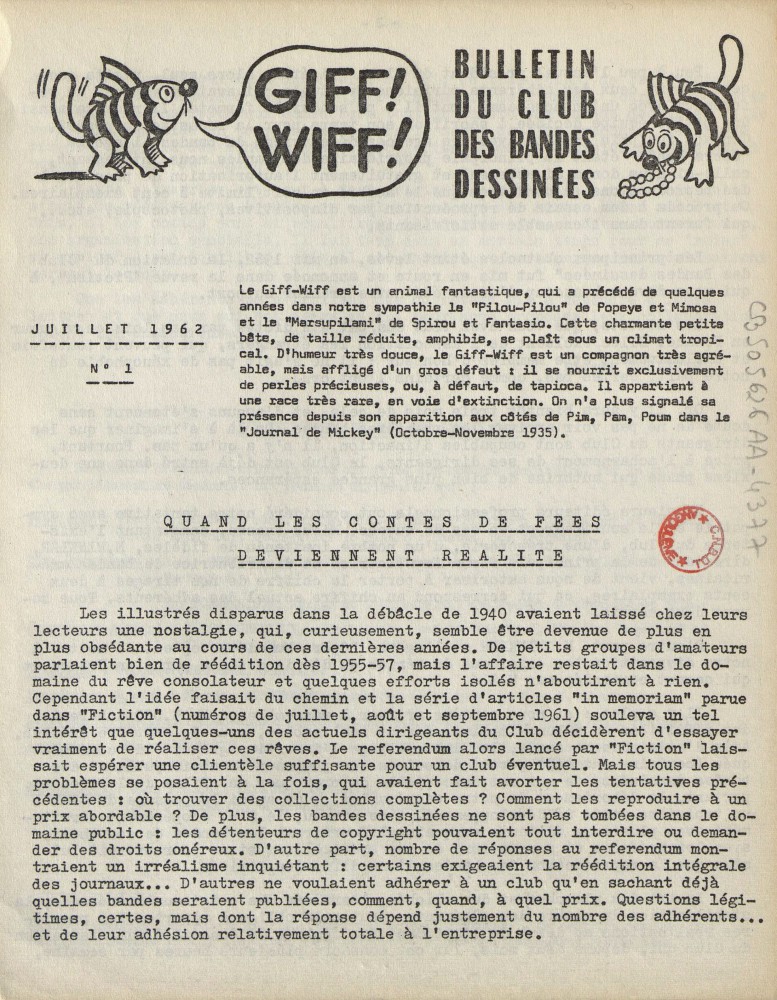 GIFF!
WIFF!
BULLETIN
DU CLUB
DES BANDES
DESSINÉES
JUILLET 1962
N° 1
Le Giff-Wiff est un animal fantastique, qui a précédé de quelques
années dans notre sympathie le "Pilou-Pilou" de Popeye et Mimosa
et le "Marsupilami" de Spirou et Fantasio. Cette charmante petite
bête, de taille réduite, amphibie, se plaît sous un climat tropi-
cal. D'humeur très douce, le Giff-Wiff est un compagnon très agré-
able, mais affligé d'un gros défaut : il se nourrit exclusivement
de perles précieuses, ou, à défaut, de tapioca. Il appartient à
une race très rare, en voie d'extinction. On n'a plus signalé sa
présence depuis son apparition aux côtés de Pim, Pam, Poum dans le
"Journal de Mickey" (Octobre-Novembre 1935).
QUAND LES CONTES DE FEES
DEVIENNENT REALITE
Les illustrés disparus dans la débâcle de 1940 avaient laissé chez leurs
lecteurs une nostalgie, qui, curieusement, semble être devenue de plus en
plus obsédante au cours de ces dernières années. De petits groupes d'amateurs
parlaient bien de réédition dès 1955-57, mais l'affaire restait dans le do-
maine du rêve consolateur et quelques efforts isolés n'aboutirent à rien.
Cependant l'idée faisait du chemin et la série d'articles "in memoriam" parue
dans "Fiction" (numéros de juillet, août et septembre 1961) souleva un tel
intérêt que quelques-uns des actuels dirigeants du Club décidèrent d'essayer
vraiment de réaliser ces rêves. Le referendum alors lancé par "Fiction" lais-
sait espérer une clientèle suffisante pour un club éventuel. Mais tous les
problèmes se posaient à la fois, qui avaient fait avorter les tentatives pré-
cédentes : où trouver des collections complètes ? Comment les reproduire à un
prix abordable ? De plus, les bandes dessinées ne sont pas tombées dans le do-
maine public : les détenteurs de copyright pouvaient tout interdire ou deman-
der des droits onéreux. D'autre part, nombre de réponses au referendum mon-
traient un irréalisme inquiétant : certains exigeaient la réédition intégrale
des journaux... D'autres ne voulaient adhérer à un club qu'en sachant déjà
quelles bandes seraient publiées, comment, quand, à quel prix. Questions légi-
times, certes, mais dont la réponse dépend justement du nombre des adhérents...
et de leur adhésion relativement totale à l'entreprise.
C.N.B.D.I.
ANGOULEME